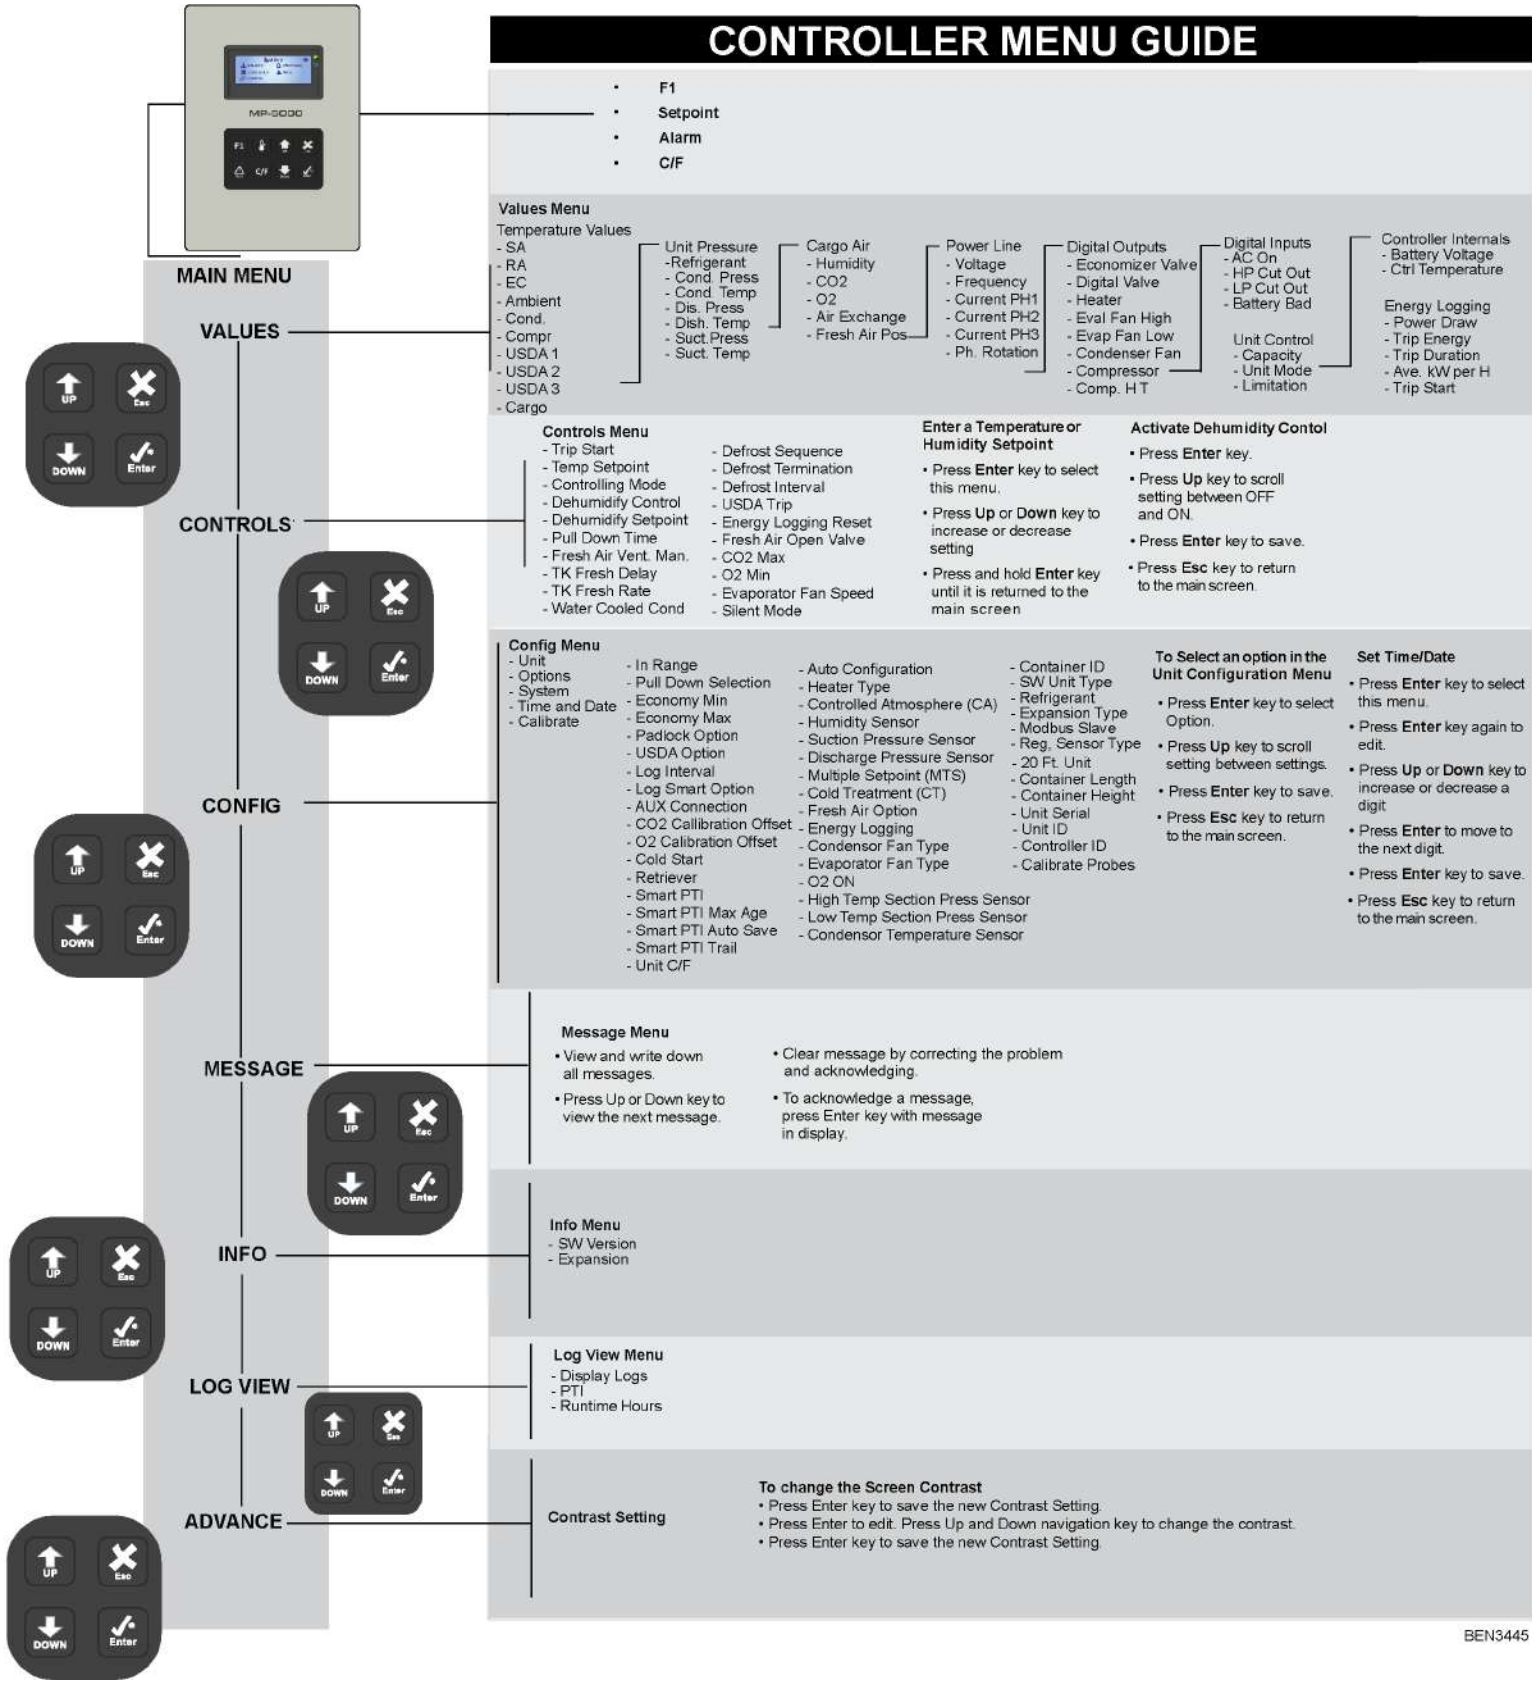 CONTROLLER MENU GUIDE
MP-5000
F1
C/F
• F1
• Setpoint
• Alarm
• C/F
MAIN MENU
VALUES
Values Menu
Temperature Values
- SA
- RA
- EC
- Ambient
- Cond.
- Compr
- USDA 1
- USDA 2
- USDA 3
- Cargo
Unit Pressure
-Refrigerant
- Cond. Press
- Cond. Temp
- Dis. Press
- Dish. Temp
- Suct.Press
- Suct. Temp
Cargo Air
- Humidity
- CO2
- O2
- Air Exchange
- Fresh Air Pos
Power Line
- Voltage
- Frequency
- Current PH1
- Current PH2
- Current PH3
- Ph. Rotation
Digital Outputs
- Economizer Valve
- Digital Valve
- Heater
- Eval Fan High
- Evap Fan Low
- Condenser Fan
- Compressor
- Comp. H T
Digital Inputs
- AC On
- HP Cut Out
- LP Cut Out
- Battery Bad
Unit Control
- Capacity
- Unit Mode
- Limitation
Controller Internals
- Battery Voltage
- Ctrl Temperature
Energy Logging
- Power Draw
- Trip Energy
- Trip Duration
- Ave. kW per H
- Trip Start
UP
Esc
DOWN
Enter
CONTROLS
Controls Menu
- Trip Start
- Temp Setpoint
- Controlling Mode
- Dehumidify Control
- Dehumidify Setpoint
- Pull Down Time
- Fresh Air Vent. Man.
- TK Fresh Delay
- TK Fresh Rate
- Water Cooled Cond
- Defrost Sequence
- Defrost Termination
- Defrost Interval
- USDA Trip
- Energy Logging Reset
- Fresh Air Open Valve
- CO2 Max
- O2 Min
- Evaporator Fan Speed
- Silent Mode
Enter a Temperature or
Humidity Setpoint
• Press Enter key to select
this menu.
• Press Up or Down key to
increase or decrease
setting
• Press and hold Enter key
until it is returned to the
main screen
Activate Dehumidity Contol
• Press Enter key.
• Press Up key to scroll
setting between OFF
and ON.
• Press Enter key to save.
• Press Esc key to return
to the main screen.
UP
Esc
DOWN
Enter
CONFIG
Config Menu
- Unit
- Options
- System
- Time and Date
- Calibrate
- In Range
- Pull Down Selection
- Economy Min
- Economy Max
- Padlock Option
- USDA Option
- Log Interval
- Log Smart Option
- AUX Connection
- CO2 Callibration Offset
- O2 Calibration Offset
- Cold Start
- Retriever
- Smart PTI
- Smart PTI Max Age
- Smart PTI Auto Save
- Smart PTI Trail
- Unit C/F
- Auto Configuration
- Heater Type
- Controlled Atmosphere (CA)
- Humidity Sensor
- Suction Pressure Sensor
- Discharge Pressure Sensor
- Multiple Setpoint (MTS)
- Cold Treatment (CT)
- Fresh Air Option
- Energy Logging
- Condensor Fan Type
- Evaporator Fan Type
- O2 ON
- High Temp Section Press Sensor
- Low Temp Section Press Sensor
- Condensor Temperature Sensor
- Container ID
- SW Unit Type
- Refrigerant
- Expansion Type
- Modbus Slave
- Reg, Sensor Type
- 20 Ft. Unit
- Container Length
- Container Height
- Unit Serial
- Unit ID
- Controller ID
- Calibrate Probes
To Select an option in the
Unit Configuration Menu
• Press Enter key to select
Option.
• Press Up key to scroll
setting between settings.
• Press Enter key to save.
• Press Esc key to return
to the main screen.
Set Time/Date
• Press Enter key to select
this menu.
• Press Enter key again to
edit.
• Press Up or Down key to
increase or decrease a
digit
• Press Enter to move to
the next digit.
• Press Enter key to save.
• Press Esc key to return
to the main screen.
UP
Esc
DOWN
Enter
MESSAGE
Message Menu
• View and write down
all messages.
• Press Up or Down key to
view the next message.
• Clear message by correcting the problem
and acknowledging.
• To acknowledge a message,
press Enter key with message
in display.
UP
Esc
DOWN
Enter
INFO
Info Menu
- SW Version
- Expansion
UP
Esc
DOWN
Enter
LOG VIEW
Log View Menu
- Display Logs
- PTI
- Runtime Hours
UP
Esc
DOWN
Enter
ADVANCE
Contrast Setting
To change the Screen Contrast
• Press Enter key to save the new Contrast Setting.
• Press Enter to edit. Press Up and Down navigation key to change the contrast.
• Press Enter key to save the new Contrast Setting.
UP
Esc
DOWN
Enter
BEN3445